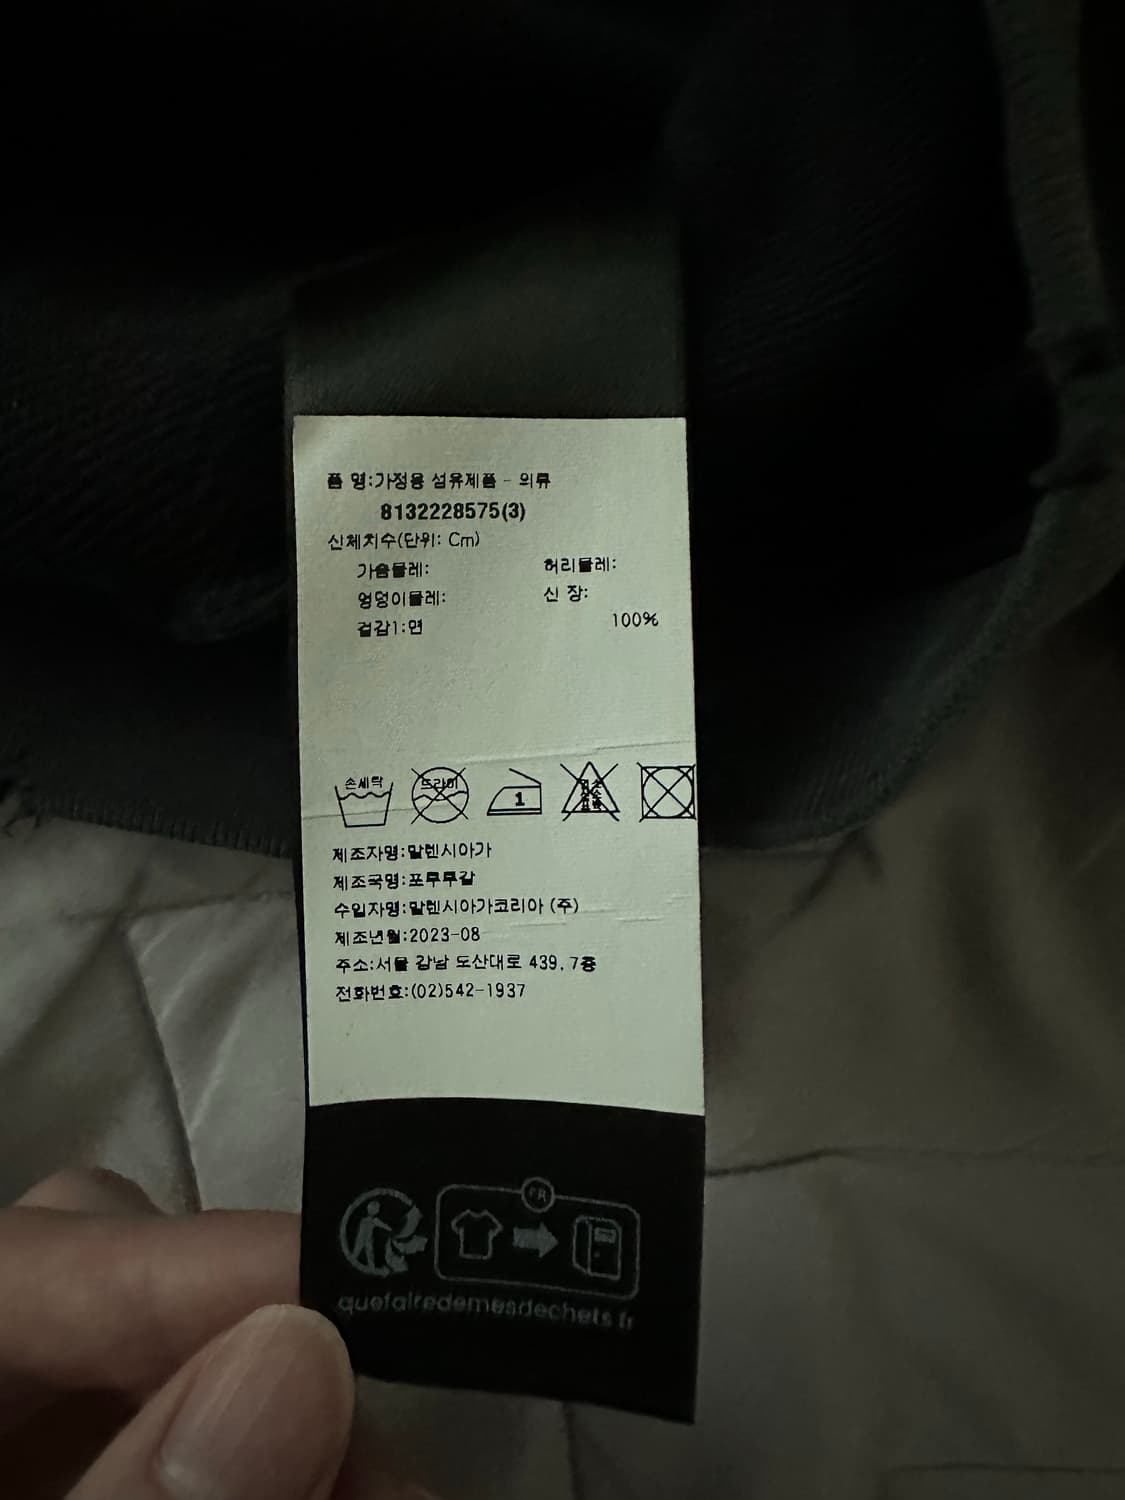 품 명:가정용 섬유제품 - 의류
8132228575(3)
신체치수(단위: Cm)
가슴둘레: 허리둘레:
엉덩이둘레: 신 장:
겉감1:면 100%
손세탁 드라이 1 염소표백
제조자명:발렌시아가
제조국명:포루투갈
수입자명:발렌시아가코리아 (주)
제조년월:2023-08
주소:서울 강남 도산대로 439, 7층
전화번호:(02)542-1937
FR
quefairedemesdechets.fr